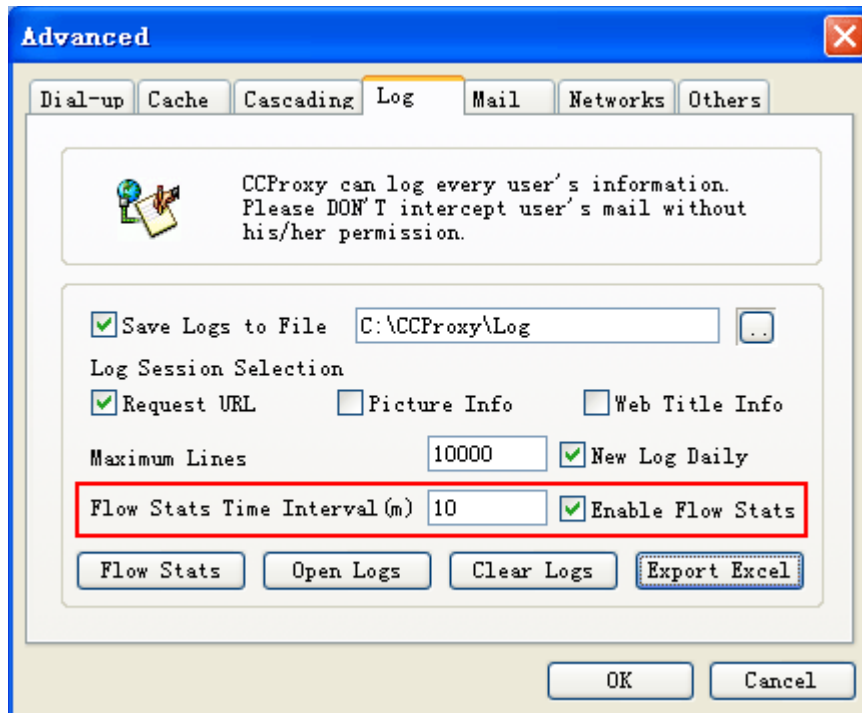 Advanced
Dial-up Cache Cascading Log Mail Networks Others
CCProxy can log every user's information.
Please DON'T intercept user's mail without
his/her permission.
Save Logs to File C:\CCProxy\Log ..
Log Session Selection
Request URL Picture Info Web Title Info
Maximum Lines 10000 New Log Daily
Flow Stats Time Interval(m) 10 Enable Flow Stats
Flow Stats Open Logs Clear Logs Export Excel
OK Cancel